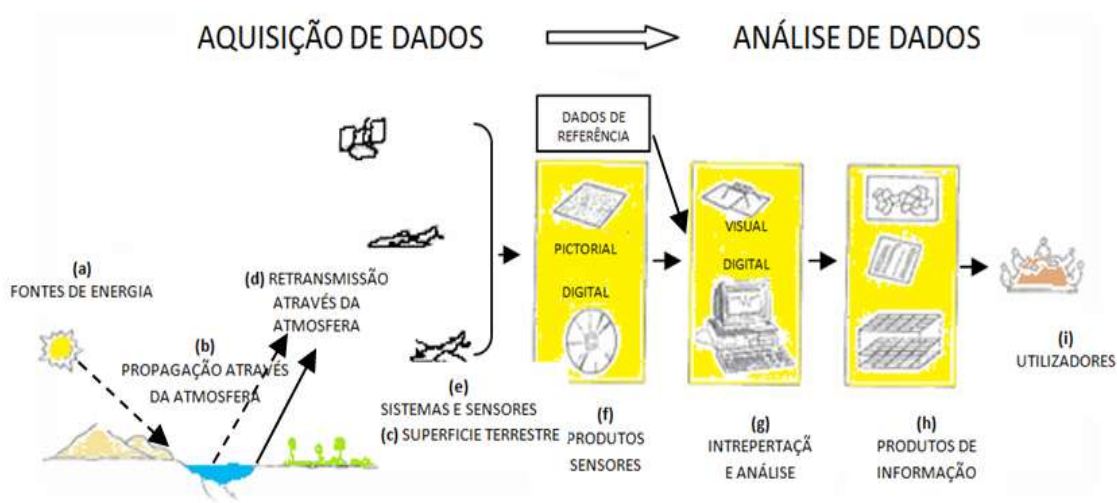 AQUISIÇÃO DE DADOS
ANÁLISE DE DADOS
DADOS DE
REFERÊNCIA
(a)
FONTES DE ENERGIA
(b)
PROPAGAÇÃO ATRAVÉS
DA ATMOSFERA
(c) SUPERFICIE TERRESTRE
(d) RETRANSMISSÃO
ATRAVÉS DA
ATMOSFERA
(e)
SISTEMAS E SENSORES
PICTORIAL
DIGITAL
(f)
PRODUTOS
SENSORES
VISUAL
DIGITAL
(g)
INTREPERTAÇÃ
E ANÁLISE
(h)
PRODUTOS DE
INFORMAÇÃO
(i)
UTILIZADORES